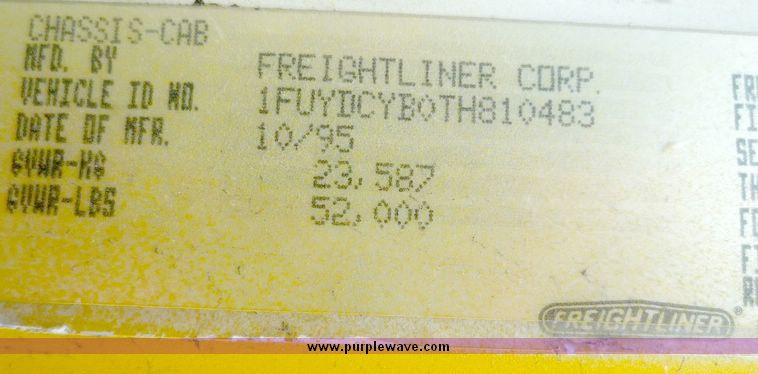 CHASSIS-CAB
MFD. BY FREIGHTLINER CORP.
VEHICLE ID NO. 1FUYDCYB0TH810483
DATE OF MFR. 10/95
GVWR-KG 23,587
GVWR-LBS 52,000
FREIGHTLINER ®
www.purplewave.com